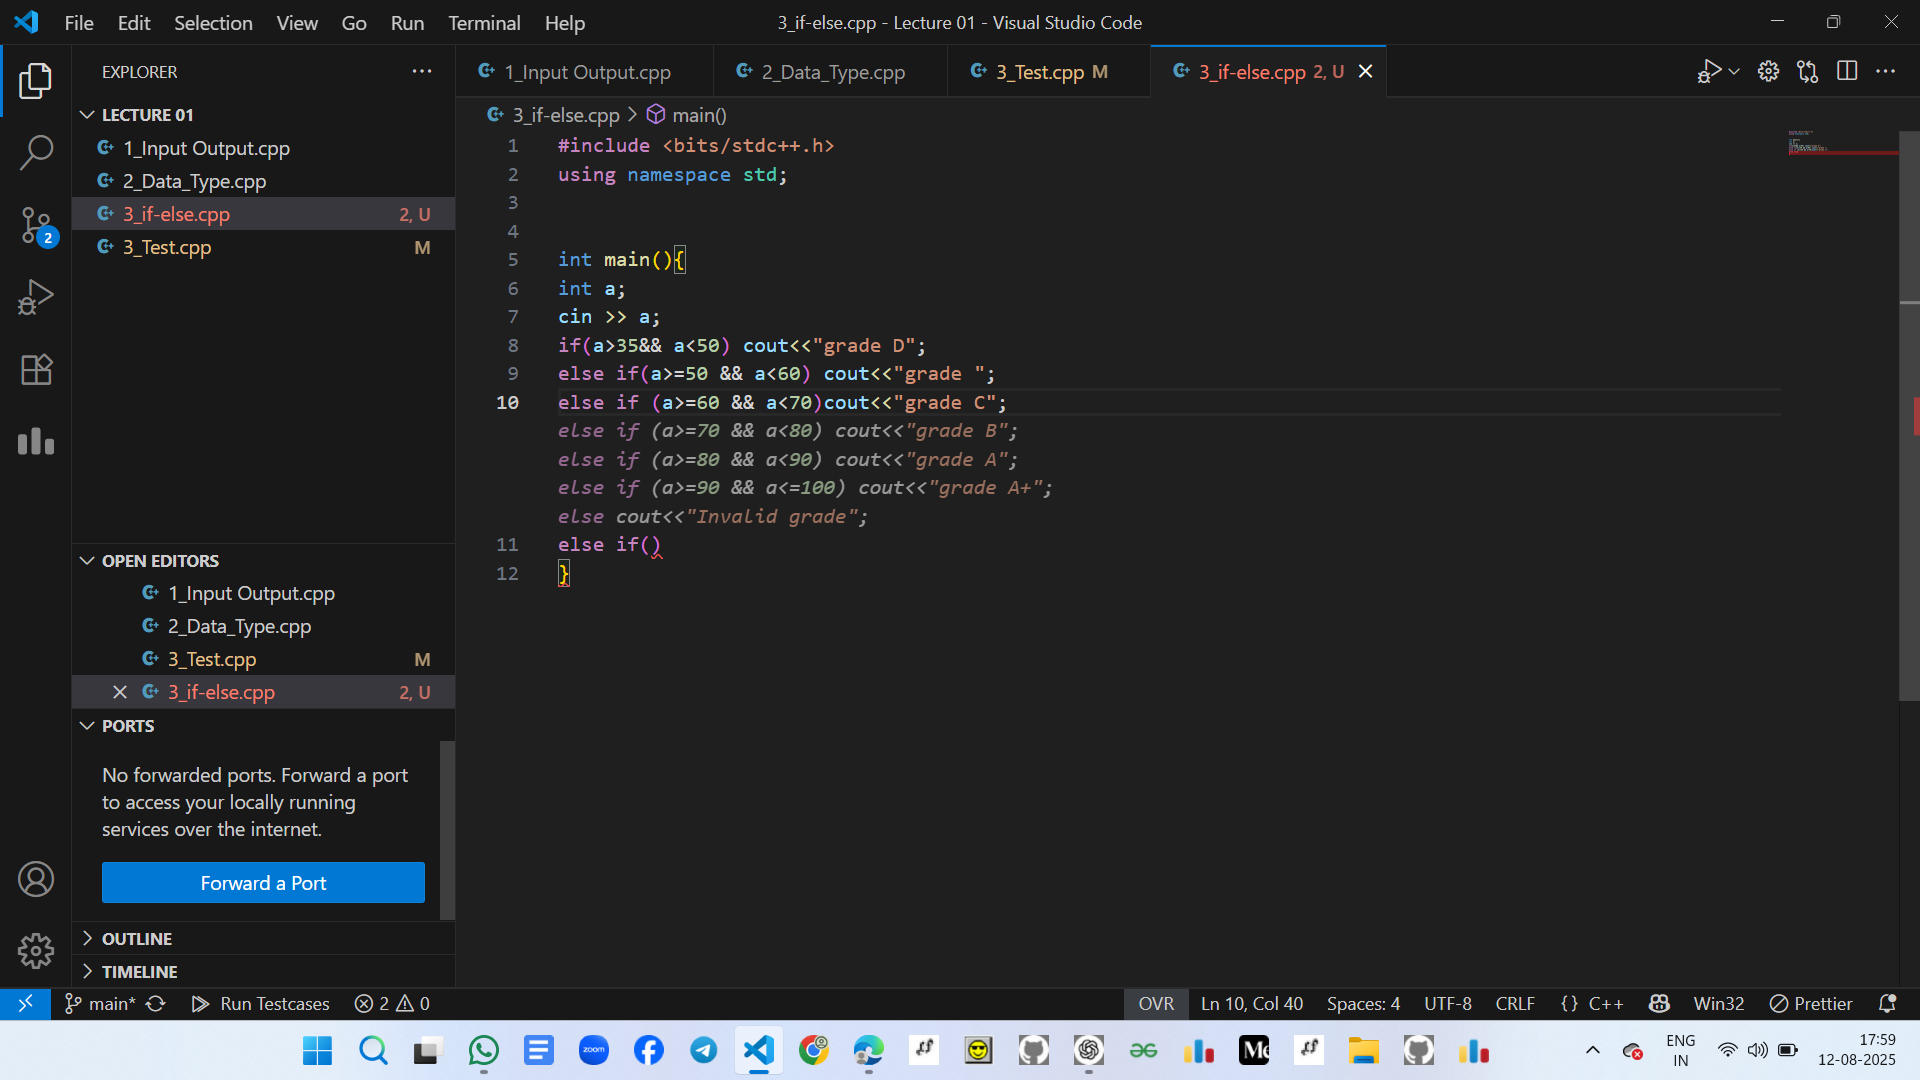 File Edit Selection View Go Run Terminal Help
3_if-else.cpp - Lecture 01 - Visual Studio Code
EXPLORER
LECTURE 01
1_Input Output.cpp
2_Data_Type.cpp
3_if-else.cpp 2, U
3_Test.cpp M
OPEN EDITORS
1_Input Output.cpp
2_Data_Type.cpp
3_Test.cpp M
3_if-else.cpp 2, U
PORTS
No forwarded ports. Forward a port
to access your locally running
services over the internet.
Forward a Port
OUTLINE
TIMELINE
2
1_Input Output.cpp 2_Data_Type.cpp 3_Test.cpp M 3_if-else.cpp 2, U
3_if-else.cpp > main()
1 #include <bits/stdc++.h>
2 using namespace std;
3
4
5 int main(){
6 int a;
7 cin >> a;
8 if(a>35&& a<50) cout<<"grade D";
9 else if(a>=50 && a<60) cout<<"grade ";
10 else if (a>=60 && a<70)cout<<"grade C";
else if (a>=70 && a<80) cout<<"grade B";
else if (a>=80 && a<90) cout<<"grade A";
else if (a>=90 && a<=100) cout<<"grade A+";
else cout<<"Invalid grade";
11 else if()
12 }
main* Run Testcases 2 0 OVR Ln 10, Col 40 Spaces: 4 UTF-8 CRLF {} C++ Win32 Prettier
zoom
ENG
IN
17:59
12-08-2025